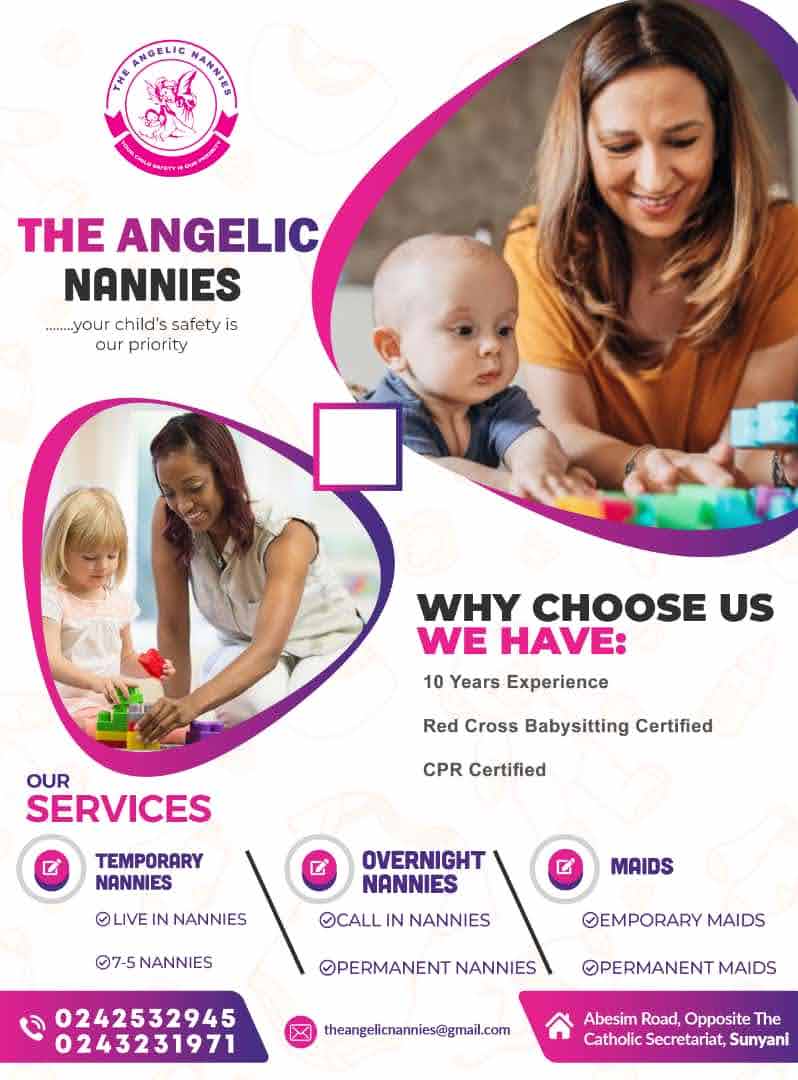 THE ANGELIC NANNIES
YOUR CHILD SAFETY IS OUR PRIORITY
THE ANGELIC
NANNIES
........your child's safety is
our priority
WHY CHOOSE US
WE HAVE:
10 Years Experience
Red Cross Babysitting Certified
CPR Certified
OUR
SERVICES
TEMPORARY
NANNIES
LIVE IN NANNIES
7-5 NANNIES
OVERNIGHT
NANNIES
CALL IN NANNIES
PERMANENT NANNIES
MAIDS
EMPORARY MAIDS
PERMANENT MAIDS
0242532945
0243231971
theangelicnannies@gmail.com
Abesim Road, Opposite The
Catholic Secretariat, Sunyani